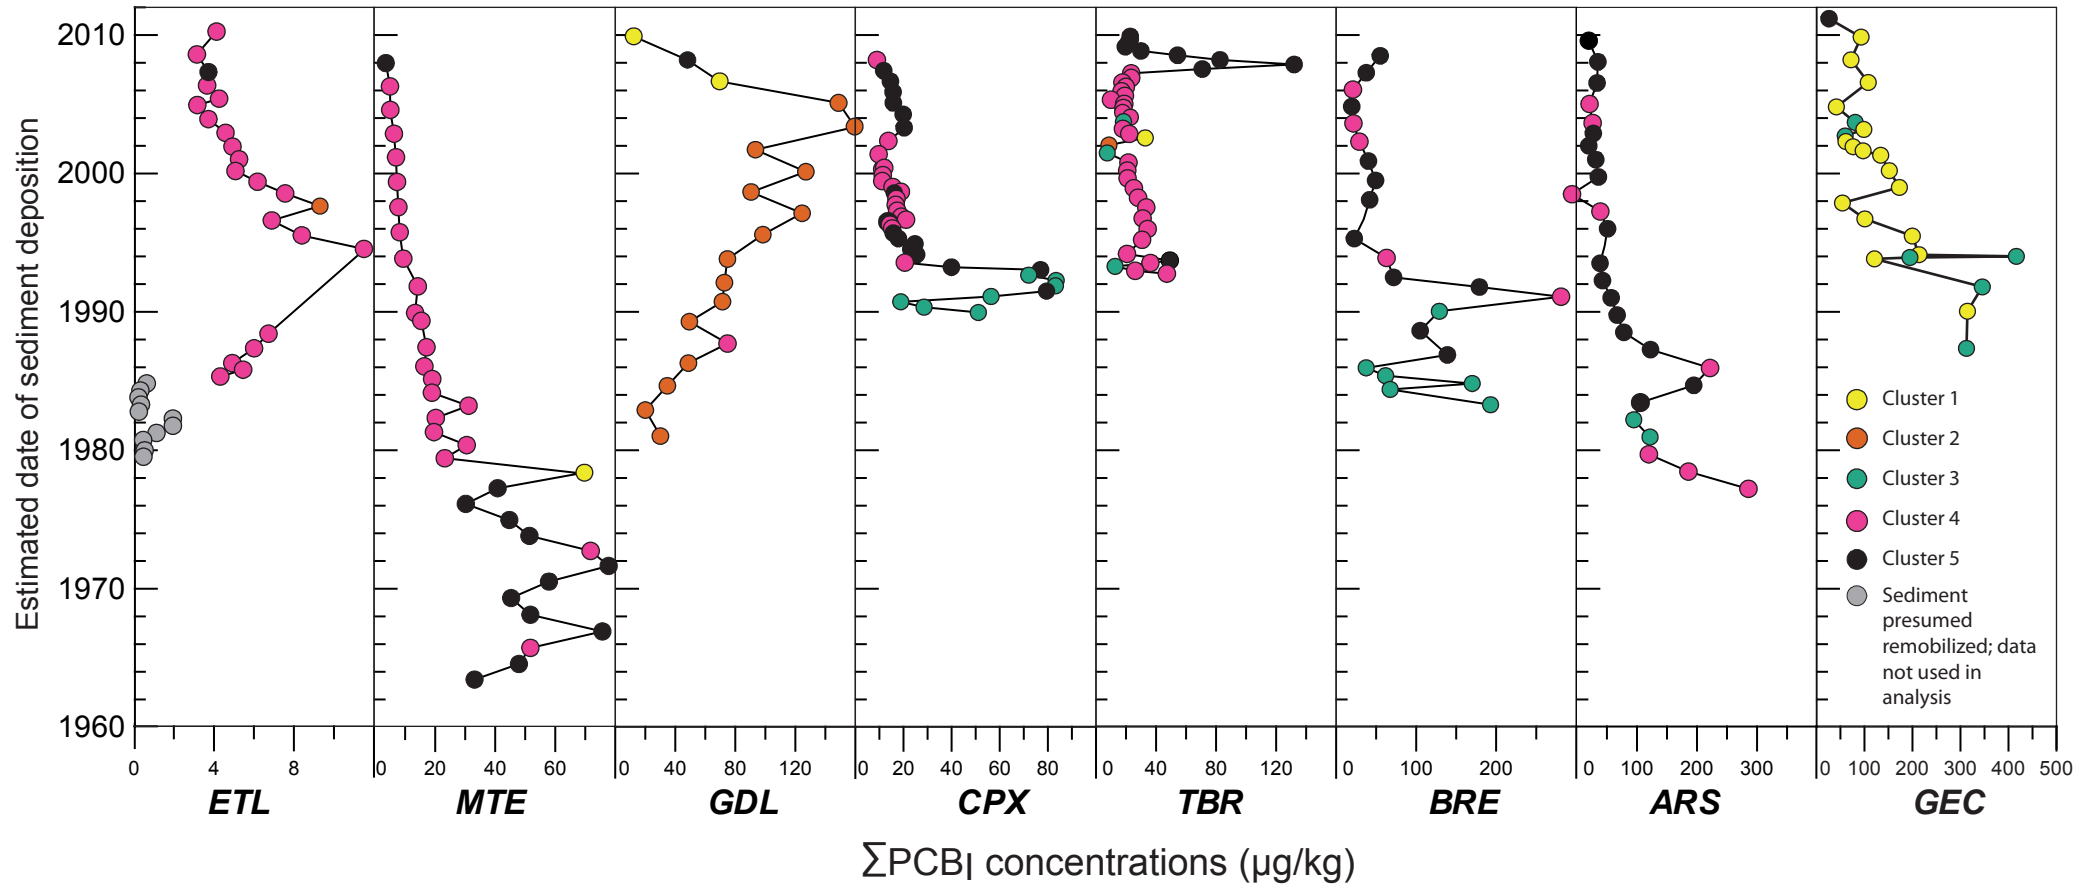 Estimated date of sediment deposition
2010
2000
1990
1980
1970
1960
Cluster 1
Cluster 2
Cluster 3
Cluster 4
Cluster 5
Sediment
presumed
remobilized; data
not used in
analysis
0 4 8 0 20 40 60 0 40 80 120 0 20 40 60 80 0 40 80 120 0 100 200 0 100 200 300 0 100 200 300 400 500
ETL MTE GDL CPX TBR BRE ARS GEC
∑PCB| concentrations (µg/kg)